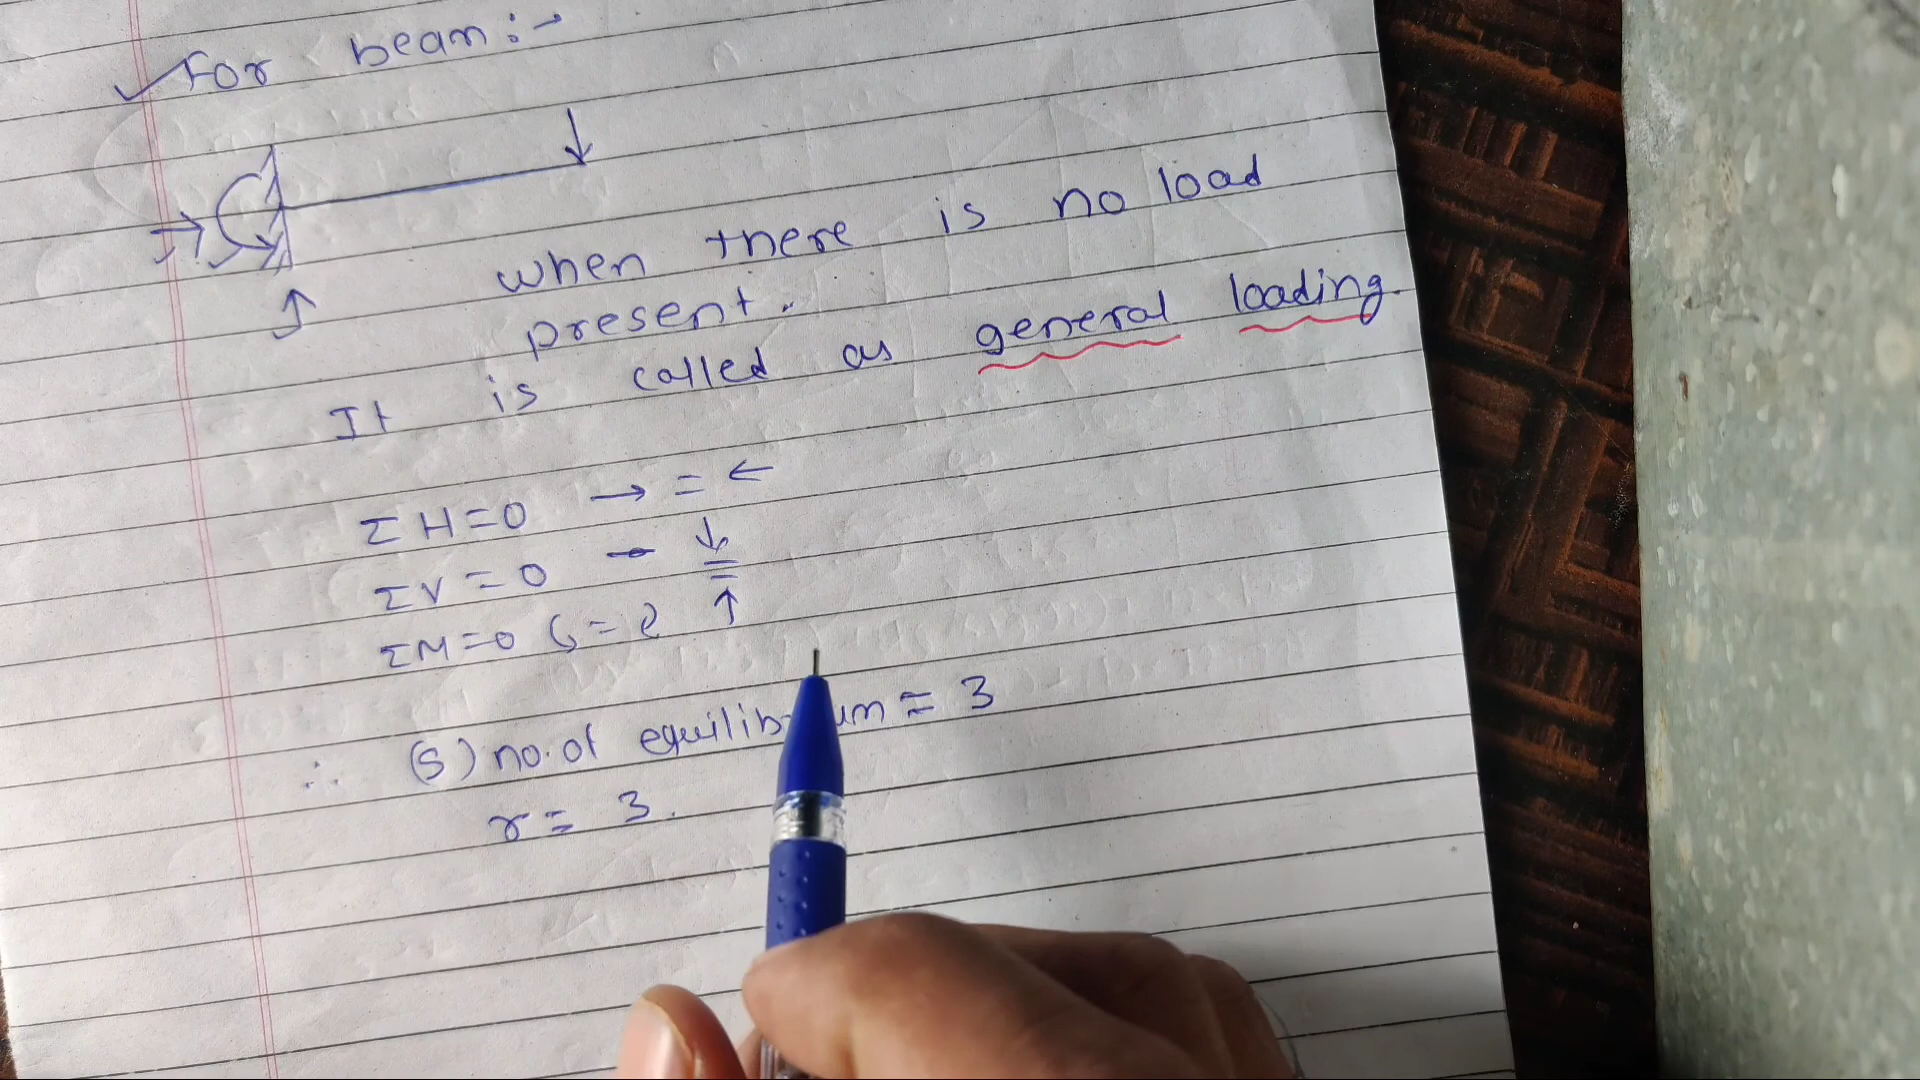 For beam :-
when there is no load
present.
It is called as general loading.
ΣH=0 → = ←
ΣV=0 - ↓ = ↑
ΣM=0 =
∴ (S) no. of equilib um = 3
r = 3.